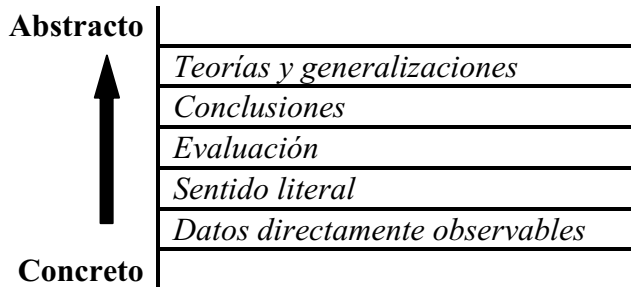 Abstracto
Teorías y generalizaciones
Conclusiones
Evaluación
Sentido literal
Datos directamente observables
Concreto